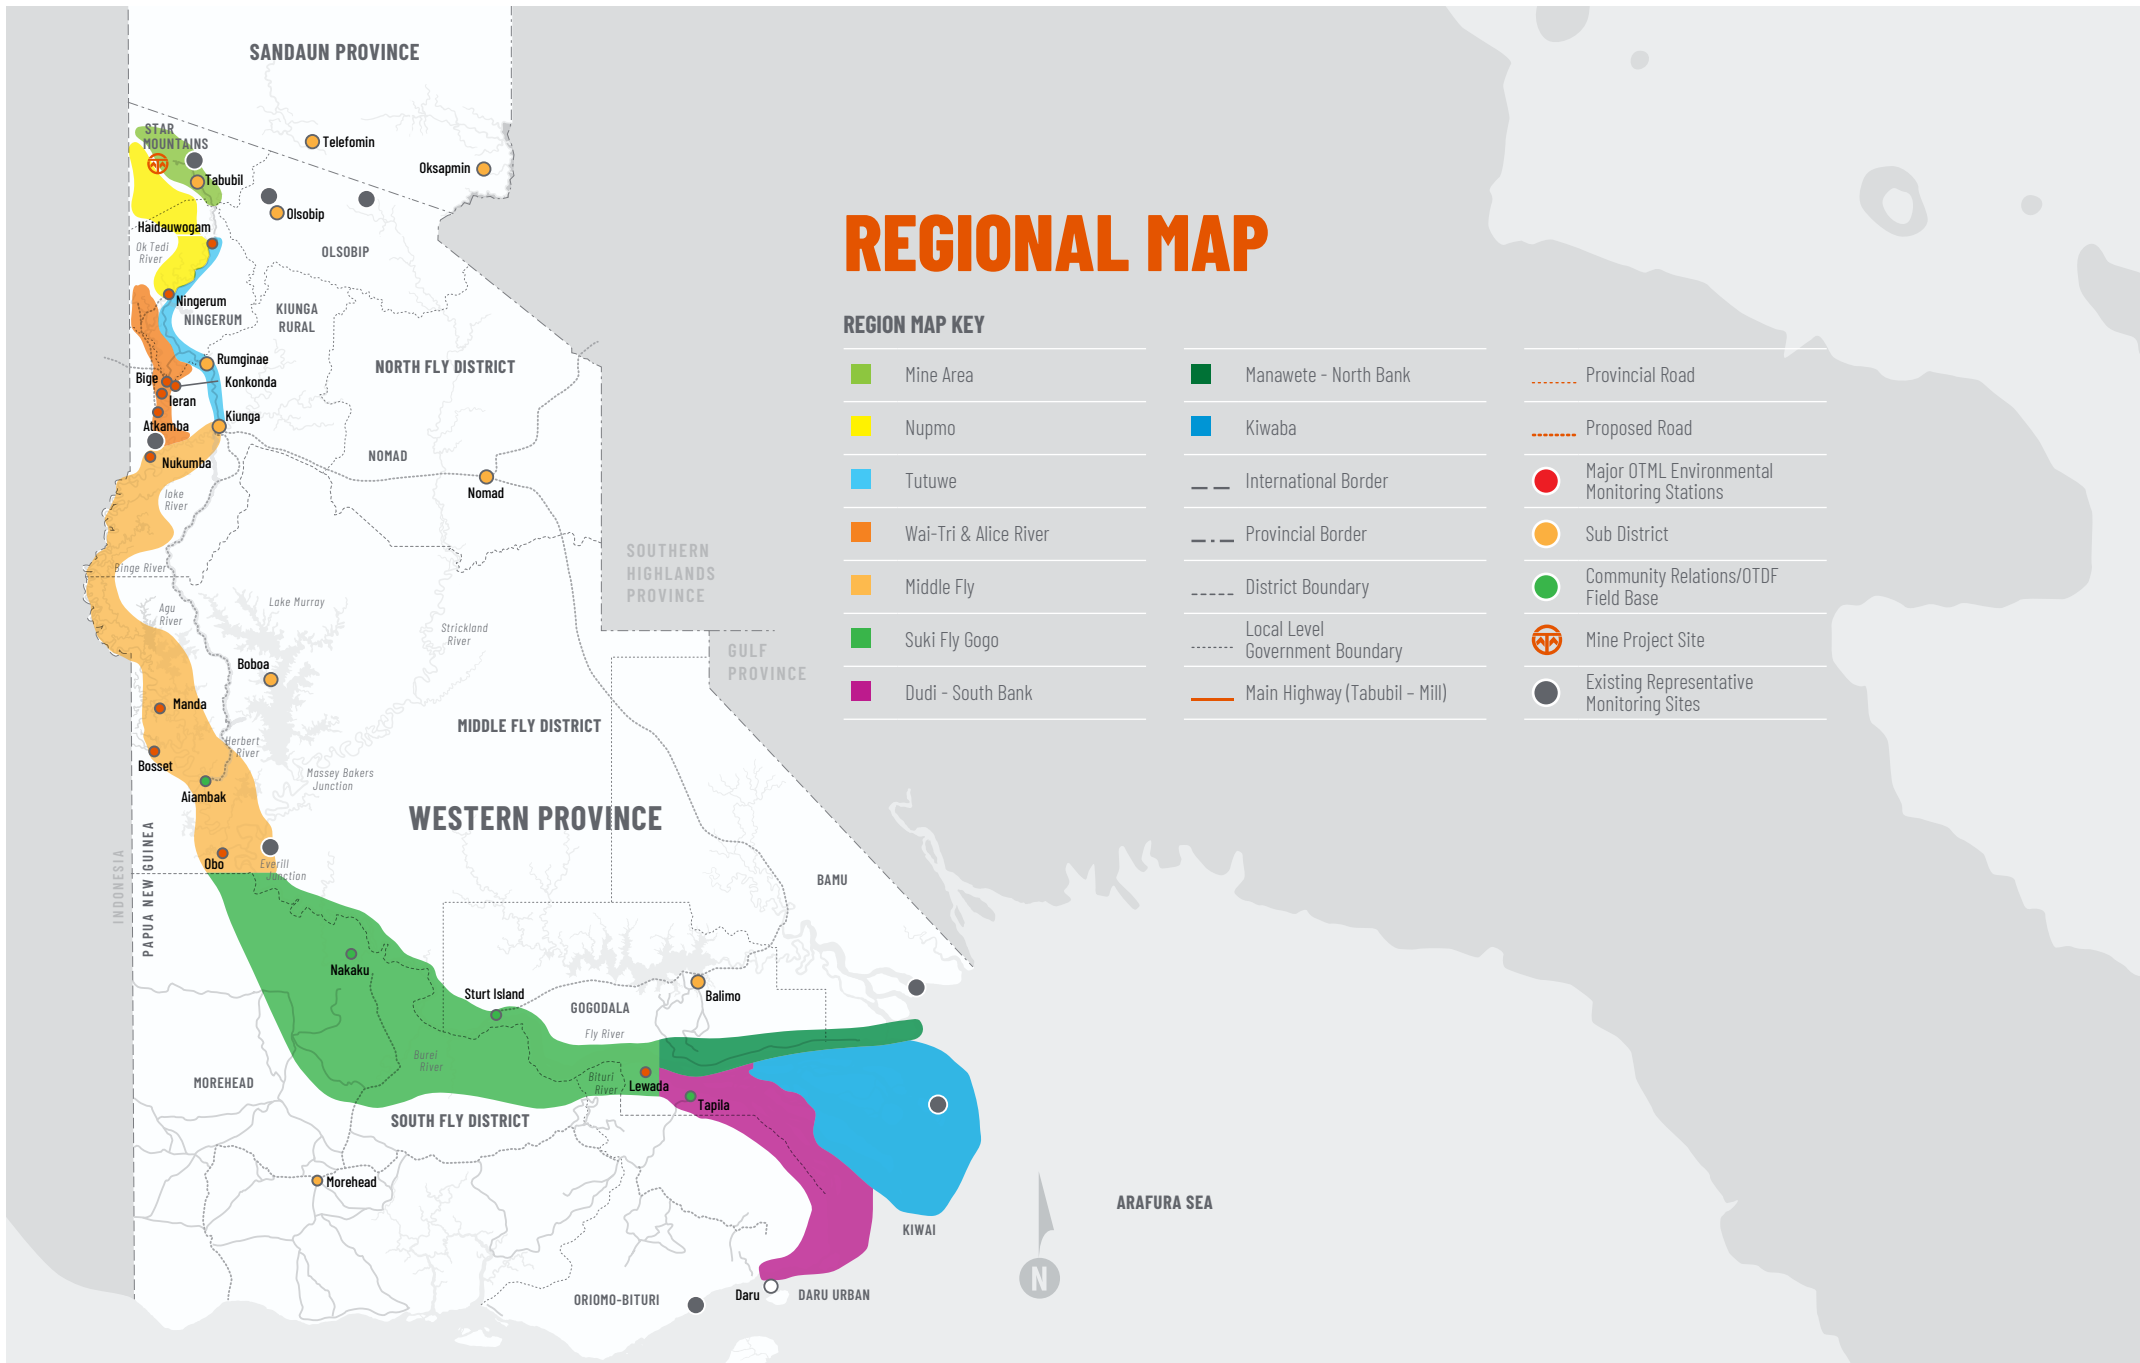 SANDAUN PROVINCE
STAR
MOUNTAINS
Telefomin
Oksapmin
Tabubil
Olsobip
Haidauwogam
Ok Tedi
River
OLSOBIP
Ningerum
NINGERUM
KIUNGA
RURAL
Rumginae
NORTH FLY DISTRICT
Bige
Konkonda
Ieran
Kiunga
Atkamba
NOMAD
Nukumba
Nomad
Ioke
River
Binge River
SOUTHERN
HIGHLANDS
PROVINCE
Lake Murray
Agu
River
Strickland
River
GULF
PROVINCE
Boboa
Manda
MIDDLE FLY DISTRICT
Herbert
River
Bosset
Massey Bakers
Junction
Aiambak
WESTERN PROVINCE
INDONESIA
PAPUA NEW GUINEA
Obo
Everill
Junction
BAMU
Nakaku
Sturt Island
Balimo
GOGODALA
Fly River
Burei
River
Bituri
River
Lewada
MOREHEAD
Tapila
SOUTH FLY DISTRICT
Morehead
KIWAI
ARAFURA SEA
N
ORIOMO-BITURI
Daru
DARU URBAN
REGIONAL MAP
REGION MAP KEY
Mine Area
Nupmo
Tutuwe
Wai-Tri & Alice River
Middle Fly
Suki Fly Gogo
Dudi - South Bank
Manawete - North Bank
Kiwaba
International Border
Provincial Border
District Boundary
Local Level
Government Boundary
Main Highway (Tabubil – Mill)
Provincial Road
Proposed Road
Major OTML Environmental
Monitoring Stations
Sub District
Community Relations/OTDF
Field Base
Mine Project Site
Existing Representative
Monitoring Sites